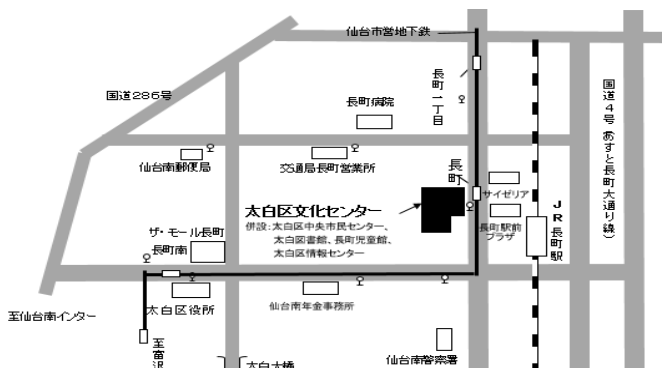 仙台市営地下鉄
国道286号
長町一丁目
長町病院
国道4号(あすと長町大通り線)
仙台南郵便局
交通局長町営業所
長町
サイゼリア
太白区文化センター
併設:太白区中央市民センター、
太白図書館、長町児童館、
太白区情報センター
長町駅前
プラザ
JR長町駅
ザ・モール長町
長町南
太白区役所
仙台南年金事務所
至仙台南インター
至富沢
太白大橋
仙台南警察署